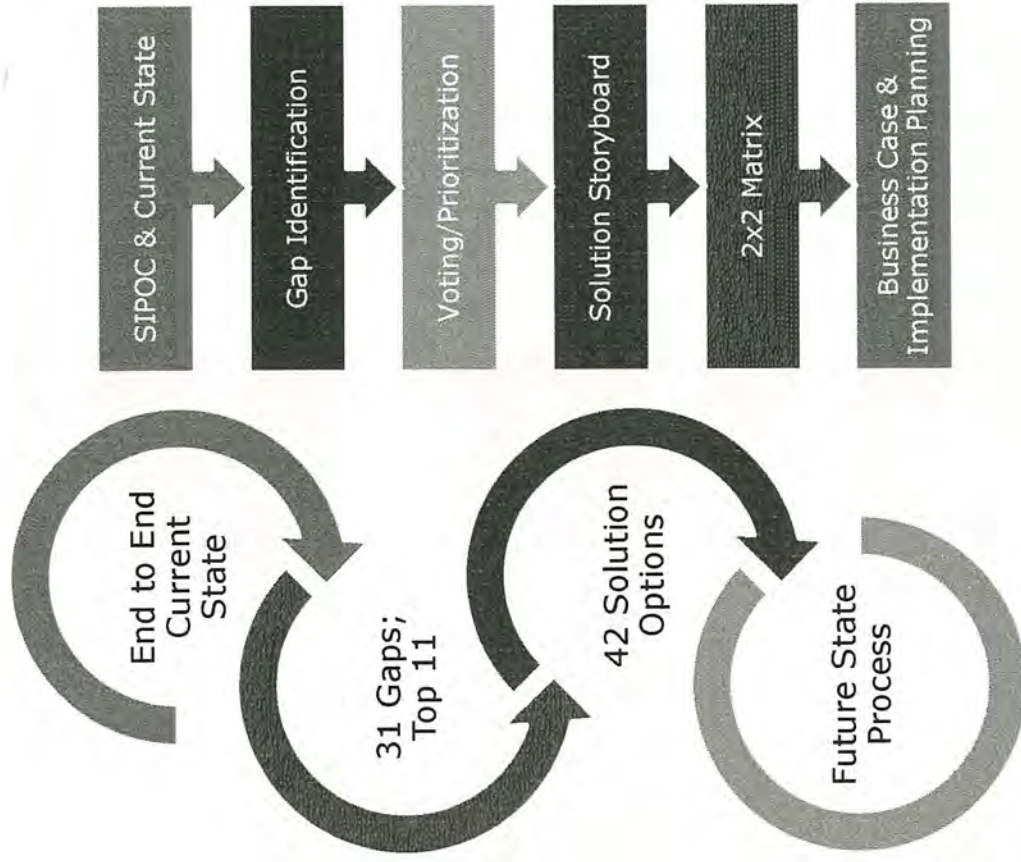 End to End
Current
State
31 Gaps;
Top 11
42 Solution
Options
Future State
Process
SIPOC & Current State
Gap Identification
Voting/Prioritization
Solution Storyboard
2x2 Matrix
Business Case &
Implementation Planning